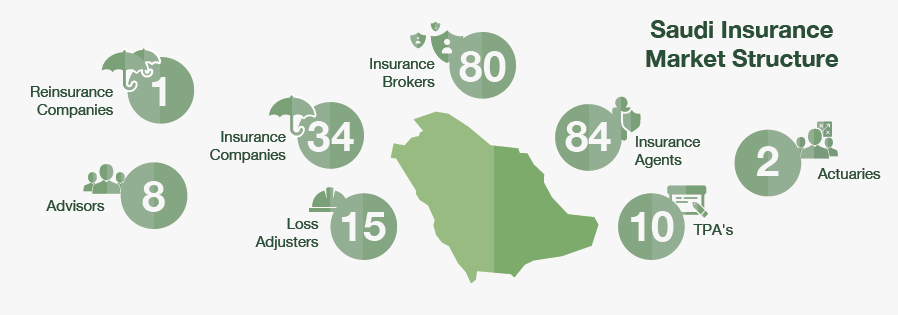 Saudi Insurance
Market Structure
Reinsurance
Companies
1
Advisors
8
Insurance
Companies
34
Loss
Adjusters
15
Insurance
Brokers
80
84
Insurance
Agents
10
TPA's
2
Actuaries